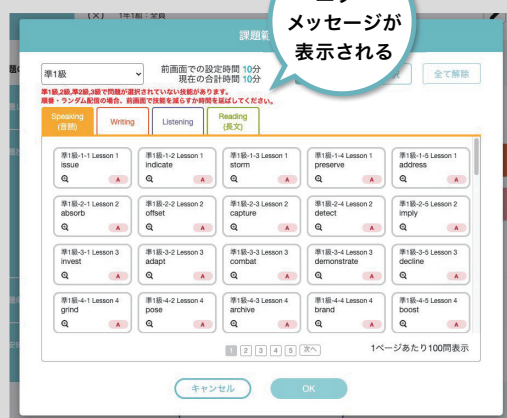 (×) 1年1組:全員
メッセージが
表示される
準1級
前画面での設定時間 10分
現在の合計時間 10分
全て解除
準1級,2級,準2級,3級で問題が選択されていない技能があります。
順番・ランダム配信の場合、前画面で技能を減らすか時間を延ばしてください。
Speaking
(音読)
Writing
Listening
Reading
(長文)
準1級-1-1 Lesson 1
issue
A
準1級-1-2 Lesson 1
indicate
A
準1級-1-3 Lesson 1
storm
A
準1級-1-4 Lesson 1
preserve
A
準1級-1-5 Lesson 1
address
A
準1級-2-1 Lesson 2
absorb
A
準1級-2-2 Lesson 2
offset
A
準1級-2-3 Lesson 2
capture
A
準1級-2-4 Lesson 2
detect
A
準1級-2-5 Lesson 2
imply
A
準1級-3-1 Lesson 3
invest
A
準1級-3-2 Lesson 3
adapt
A
準1級-3-3 Lesson 3
combat
A
準1級-3-4 Lesson 3
demonstrate
A
準1級-3-5 Lesson 3
decline
A
準1級-4-1 Lesson 4
grind
A
準1級-4-2 Lesson 4
pose
A
準1級-4-3 Lesson 4
archive
A
準1級-4-4 Lesson 4
brand
A
準1級-4-5 Lesson 4
boost
A
1 2 3 4 5 次へ
1ページあたり100問表示
キャンセル
OK